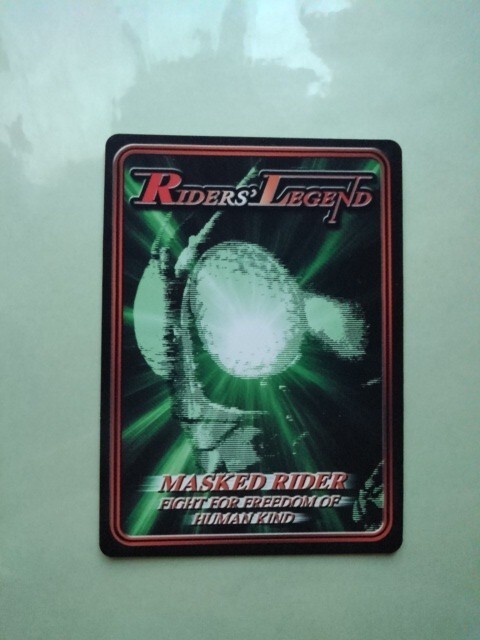 RIDERS' LEGEND
MASKED RIDER
FIGHT FOR FREEDOM OF
HUMAN KIND